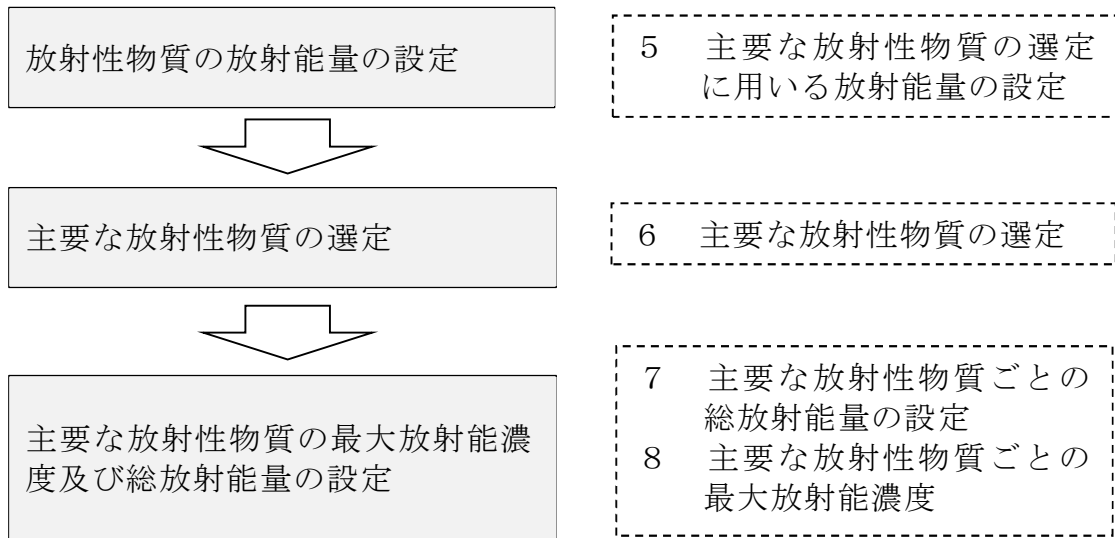 放射性物質の放射能量の設定
5 主要な放射性物質の選定
に用いる放射能量の設定
主要な放射性物質の選定
6 主要な放射性物質の選定
主要な放射性物質の最大放射能濃
度及び総放射能量の設定
7 主要な放射性物質ごとの
総放射能量の設定
8 主要な放射性物質ごとの
最大放射能濃度